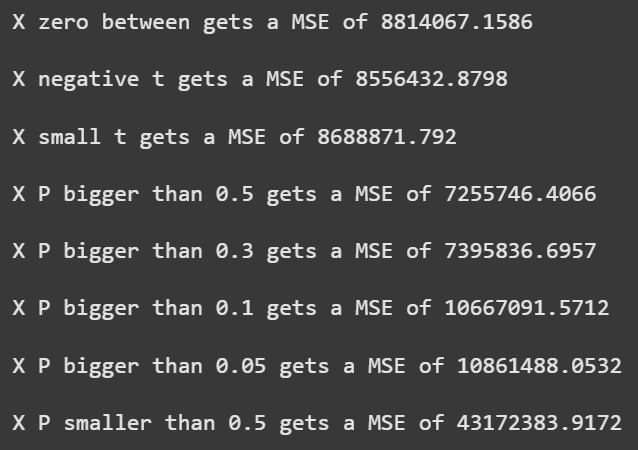 X zero between gets a MSE of 8814067.1586
X negative t gets a MSE of 8556432.8798
X small t gets a MSE of 8688871.792
X P bigger than 0.5 gets a MSE of 7255746.4066
X P bigger than 0.3 gets a MSE of 7395836.6957
X P bigger than 0.1 gets a MSE of 10667091.5712
X P bigger than 0.05 gets a MSE of 10861488.0532
X P smaller than 0.5 gets a MSE of 43172383.9172